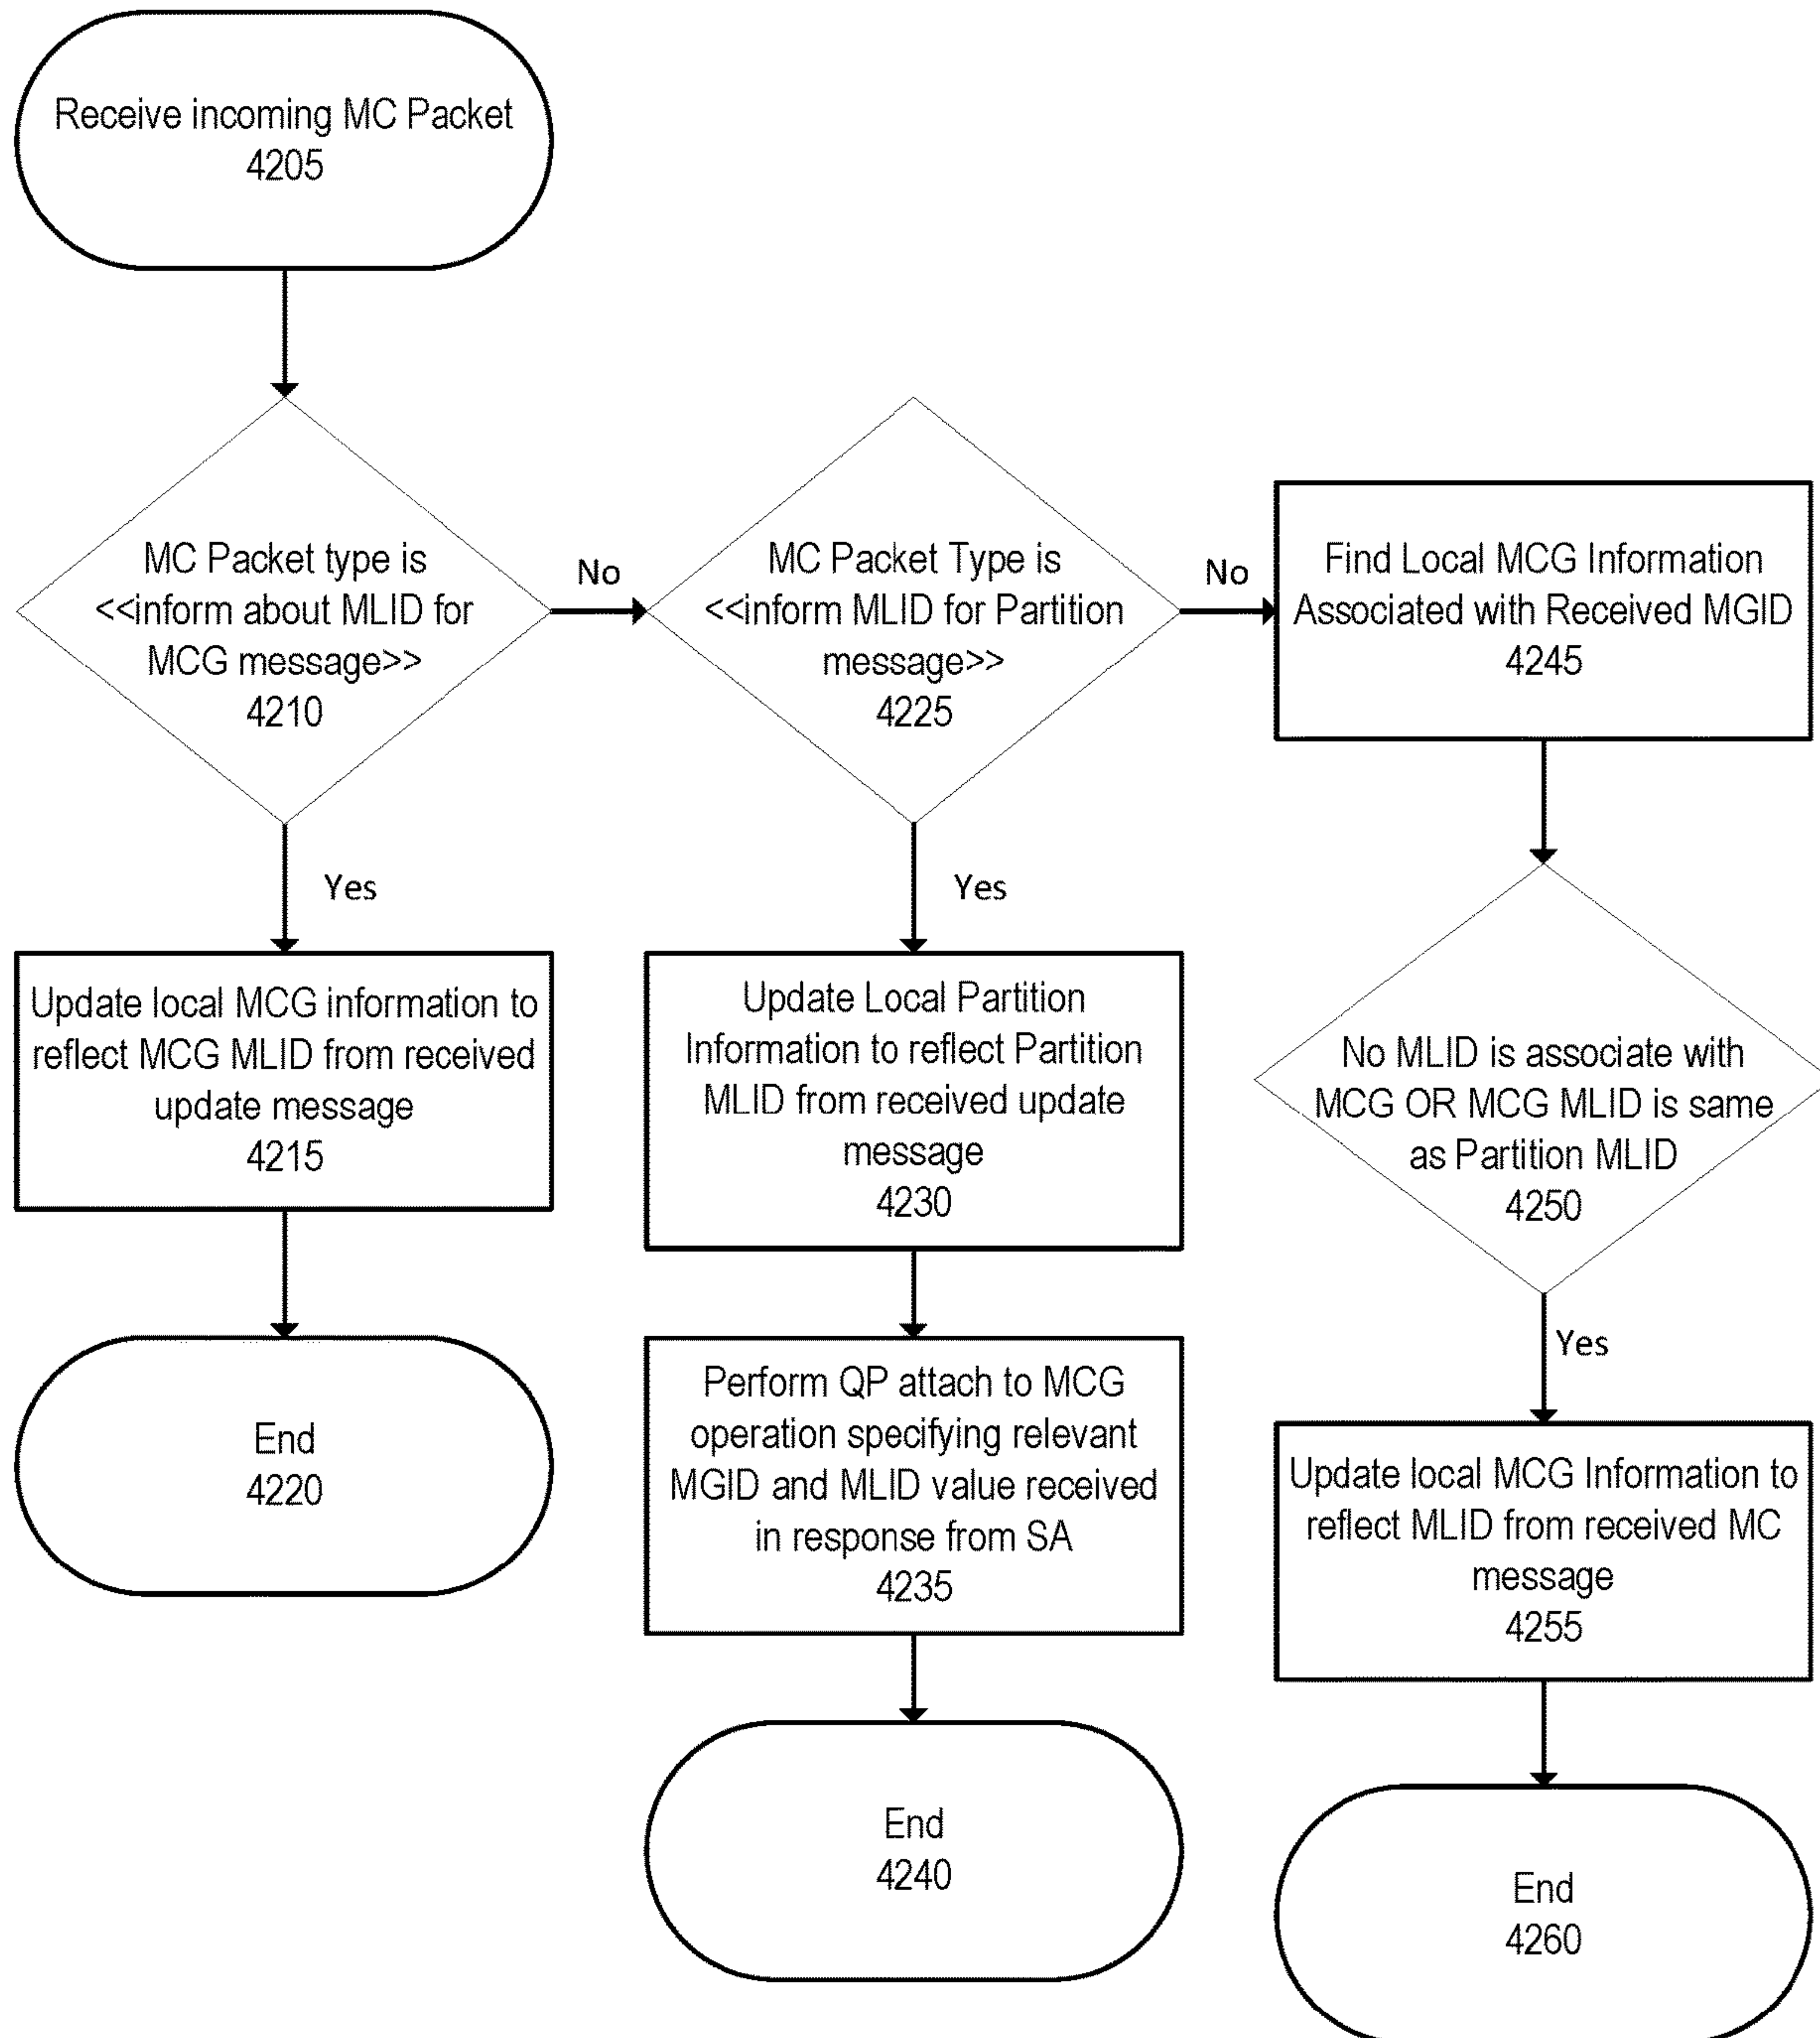 Receive incoming MC Packet
4205
MC Packet type is
<<inform about MLID for
MCG message>>
4210
No
MC Packet Type is
<<inform MLID for Partition
message>>
4225
No
Find Local MCG Information
Associated with Received MGID
4245
Yes
Update local MCG information to
reflect MCG MLID from received
update message
4215
End
4220
Yes
Update Local Partition
Information to reflect Partition
MLID from received update
message
4230
Perform QP attach to MCG
operation specifying relevant
MGID and MLID value received
in response from SA
4235
End
4240
No MLID is associate with
MCG OR MCG MLID is same
as Partition MLID
4250
Yes
Update local MCG Information to
reflect MLID from received MC
message
4255
End
4260